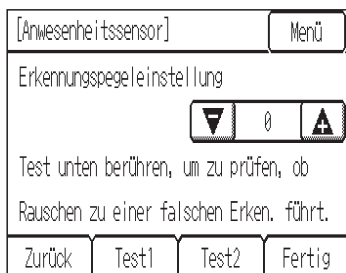 [Anwesenheitssensor] Menü
Erkennungspegeleinstellung
0
Test unten berühren, um zu prüfen, ob
Rauschen zu einer falschen Erken. führt.
Zurück Test1 Test2 Fertig